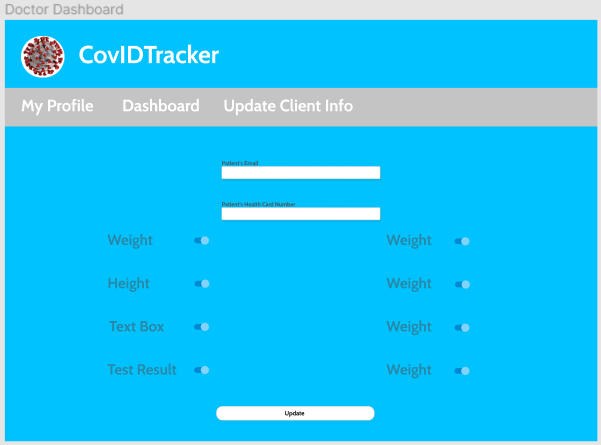 Doctor Dashboard
CovIDTracker
My Profile Dashboard Update Client Info
Patient's Email
Patient's Health Card Number
Weight Weight
Height Weight
Text Box Weight
Test Result Weight
Update